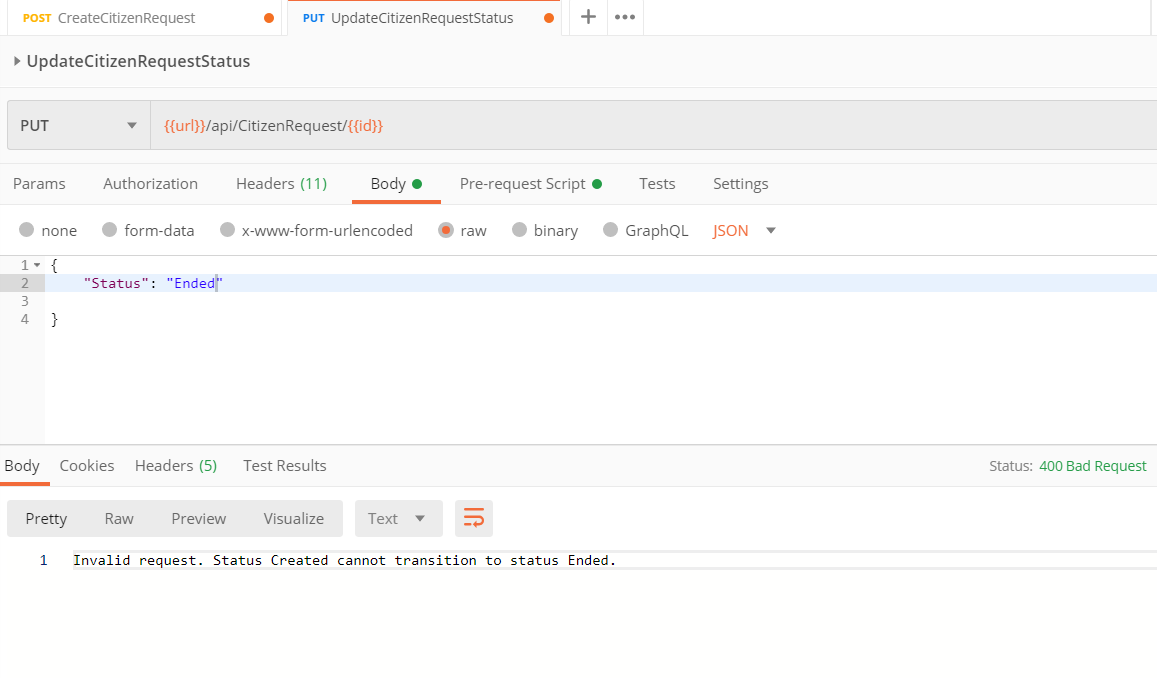 POST CreateCitizenRequest PUT UpdateCitizenRequestStatus
UpdateCitizenRequestStatus
PUT {{url}}/api/CitizenRequest/{{id}}
Params Authorization Headers (11) Body Pre-request Script Tests Settings
none form-data x-www-form-urlencoded raw binary GraphQL JSON
1 {
2 "Status": "Ended"
3
4 }
Body Cookies Headers (5) Test Results Status: 400 Bad Request
Pretty Raw Preview Visualize Text
1 Invalid request. Status Created cannot transition to status Ended.